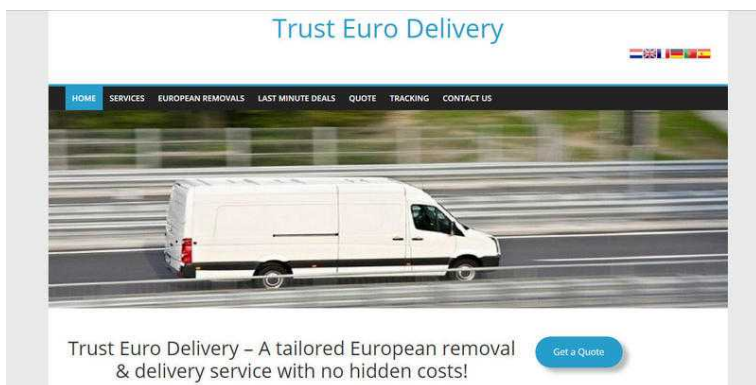 Trust Euro Delivery
HOME SERVICES EUROPEAN REMOVALS LAST MINUTE DEALS QUOTE TRACKING CONTACT US
Trust Euro Delivery – A tailored European removal
& delivery service with no hidden costs!
Get a Quote